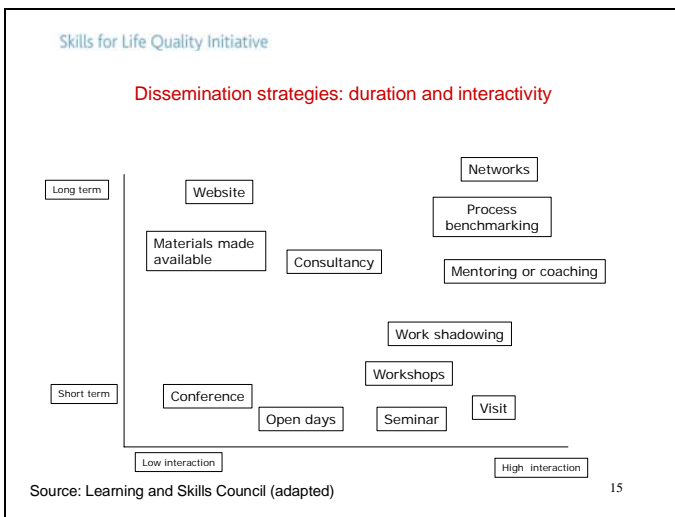 Skills for Life Quality Initiative
Dissemination strategies: duration and interactivity
Networks
Long term
Website
Process
benchmarking
Materials made
available
Consultancy
Mentoring or coaching
Work shadowing
Workshops
Short term
Conference
Visit
Open days
Seminar
Low interaction
High interaction
Source: Learning and Skills Council (adapted)
15